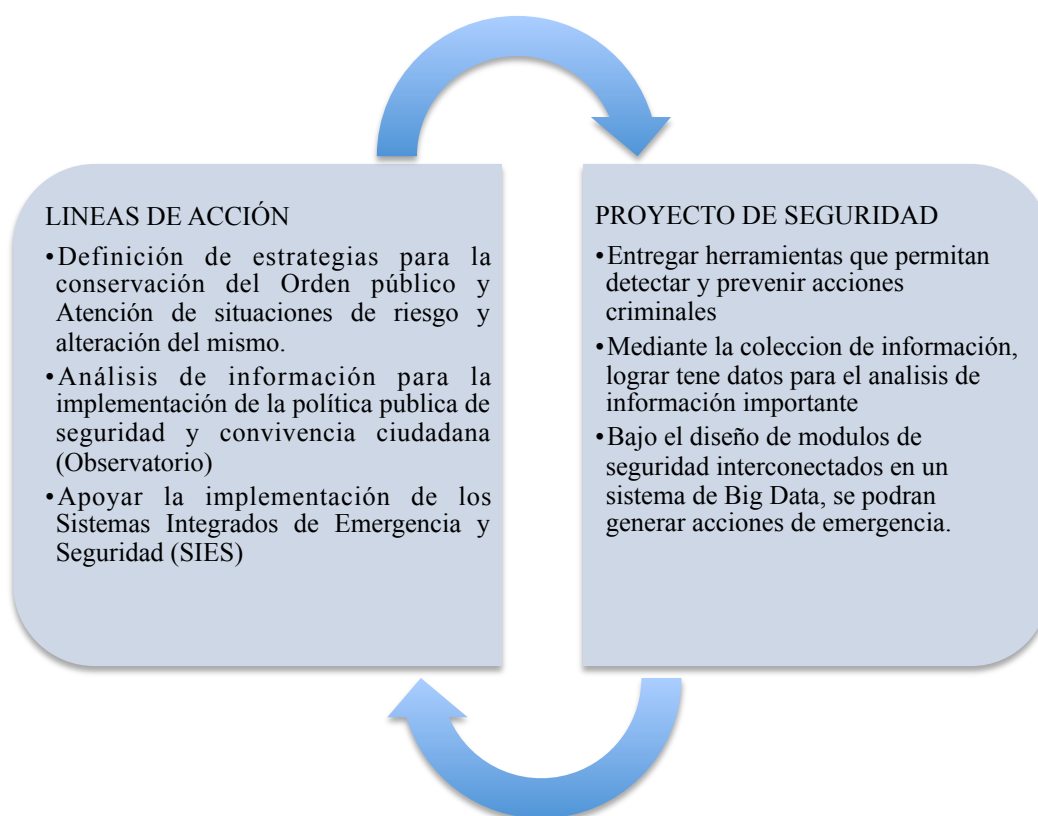 LINEAS DE ACCIÓN
•Definición de estrategias para la
conservación del Orden público y
Atención de situaciones de riesgo y
alteración del mismo.
•Análisis de información para la
implementación de la política publica de
seguridad y convivencia ciudadana
(Observatorio)
•Apoyar la implementación de los
Sistemas Integrados de Emergencia y
Seguridad (SIES)
PROYECTO DE SEGURIDAD
•Entregar herramientas que permitan
detectar y prevenir acciones
criminales
•Mediante la coleccion de información,
lograr tene datos para el analisis de
información importante
•Bajo el diseño de modulos de
seguridad interconectados en un
sistema de Big Data, se podran
generar acciones de emergencia.